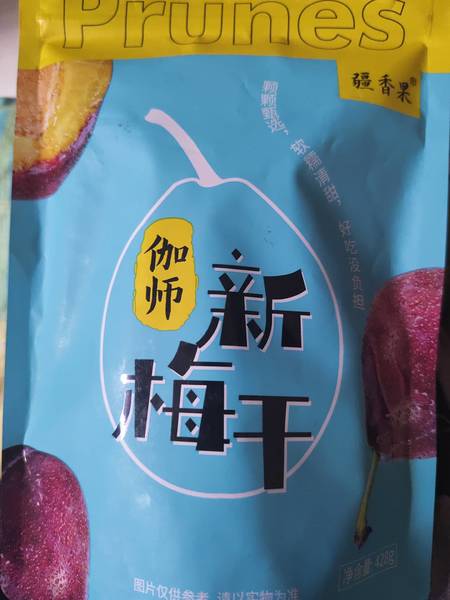 Prunes
疆香果®
颗颗甄选，软糯清甜，好吃没负担
伽师
新
梅干
净含量 428g
图片仅供参考 请以实物为准